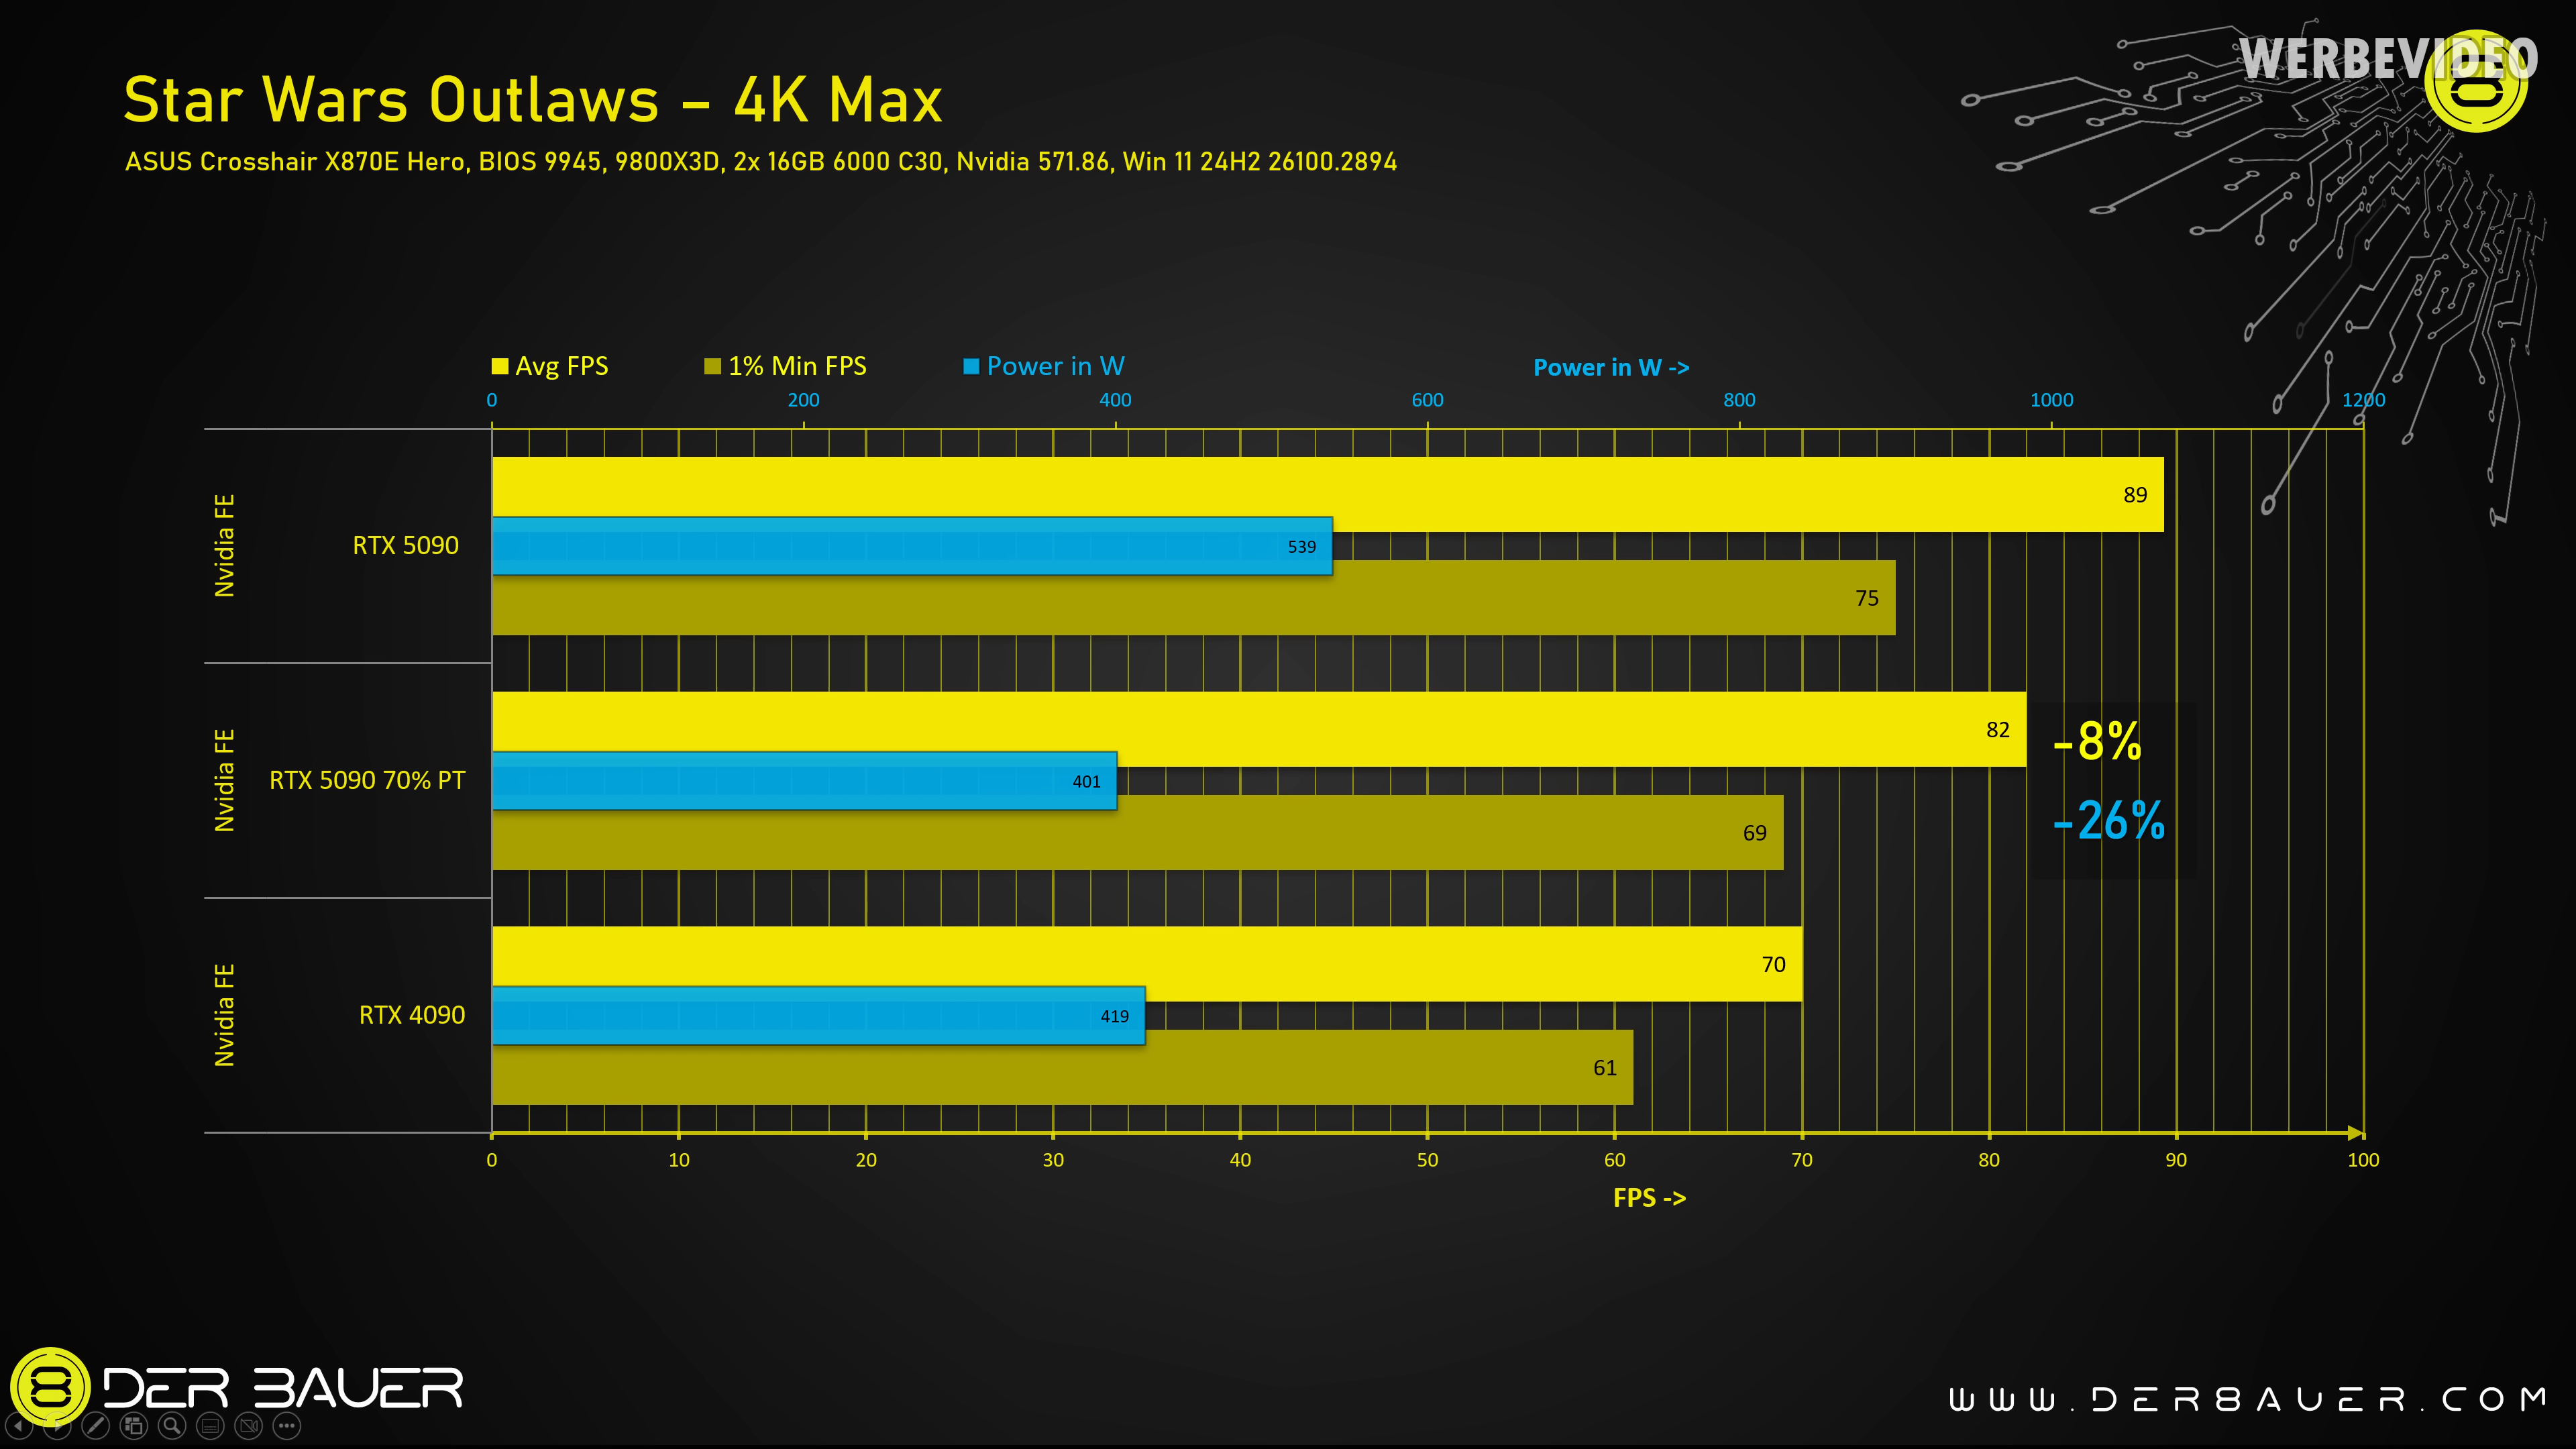 WERBEVIDEO
Star Wars Outlaws – 4K Max
ASUS Crosshair X870E Hero, BIOS 9945, 9800X3D, 2x 16GB 6000 C30, Nvidia 571.86, Win 11 24H2 26100.2894
Avg FPS 1% Min FPS Power in W Power in W ->
0 200 400 600 800 1000 1200
Nvidia FE RTX 5090
89
539
75
Nvidia FE RTX 5090 70% PT
82
401
69
-8%
-26%
Nvidia FE RTX 4090
70
419
61
0 10 20 30 40 50 60 70 80 90 100
FPS ->
DER 8AUER
WWW.DER8AUER.COM